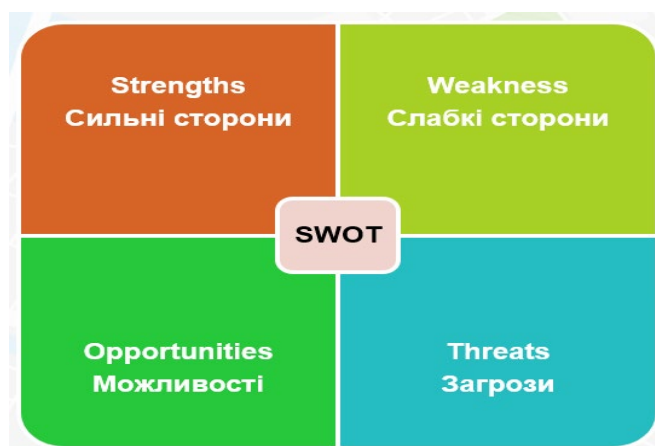 Strengths
Сильні сторони
Weakness
Слабкі сторони
SWOT
Opportunities
Можливості
Threats
Загрози